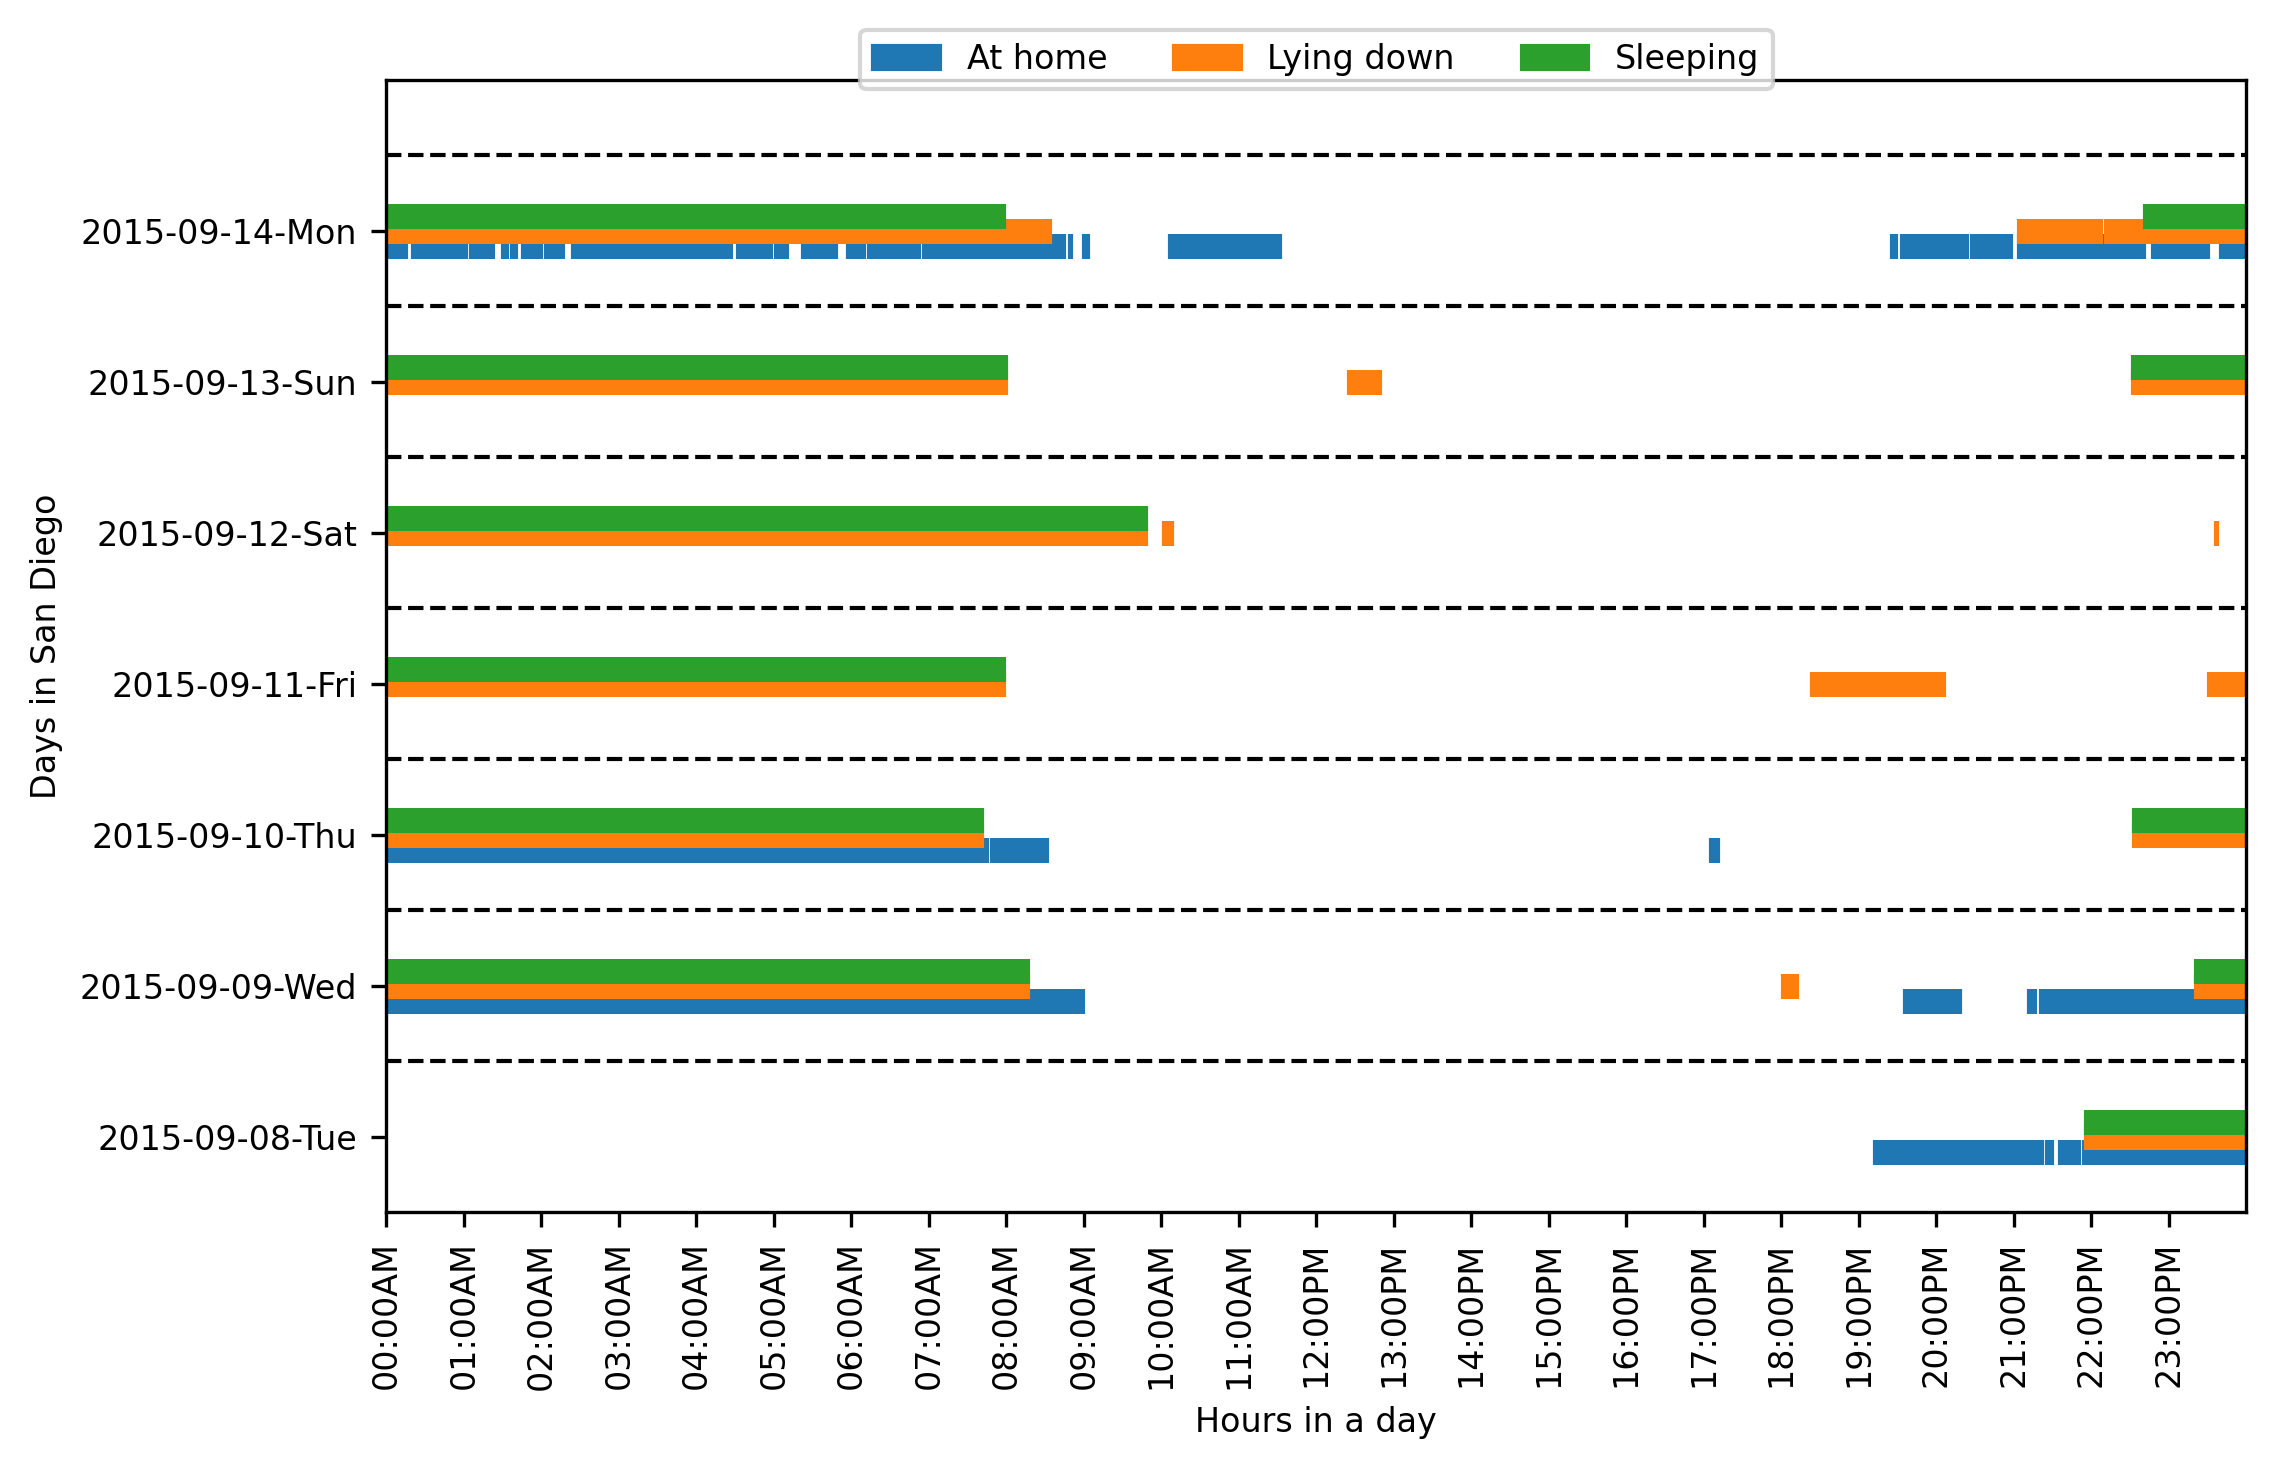 At home Lying down Sleeping
2015-09-14-Mon
2015-09-13-Sun
2015-09-12-Sat
2015-09-11-Fri
2015-09-10-Thu
2015-09-09-Wed
2015-09-08-Tue
Days in San Diego
00:00AM 01:00AM 02:00AM 03:00AM 04:00AM 05:00AM 06:00AM 07:00AM 08:00AM 09:00AM 10:00AM 11:00AM 12:00PM 13:00PM 14:00PM 15:00PM 16:00PM 17:00PM 18:00PM 19:00PM 20:00PM 21:00PM 22:00PM 23:00PM
Hours in a day